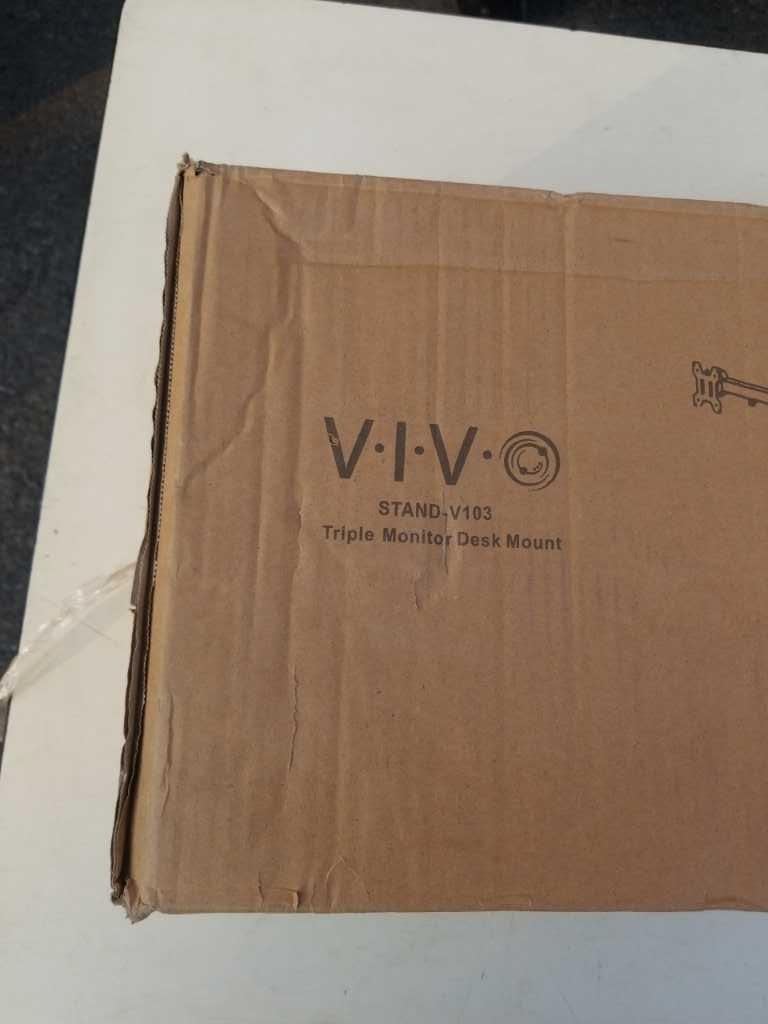 V·I·V·O
STAND-V103
Triple Monitor Desk Mount